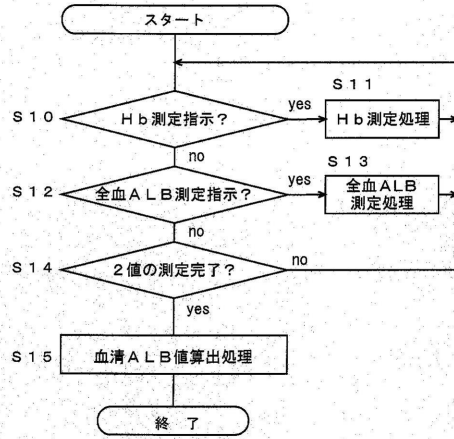 スタート
S11
S10
Hb測定指示?
yes
Hb測定処理
no
S13
S12
全血ALB測定指示?
yes
全血ALB
測定処理
no
S14
2値の測定完了?
no
yes
S15
血清ALB値算出処理
終 了